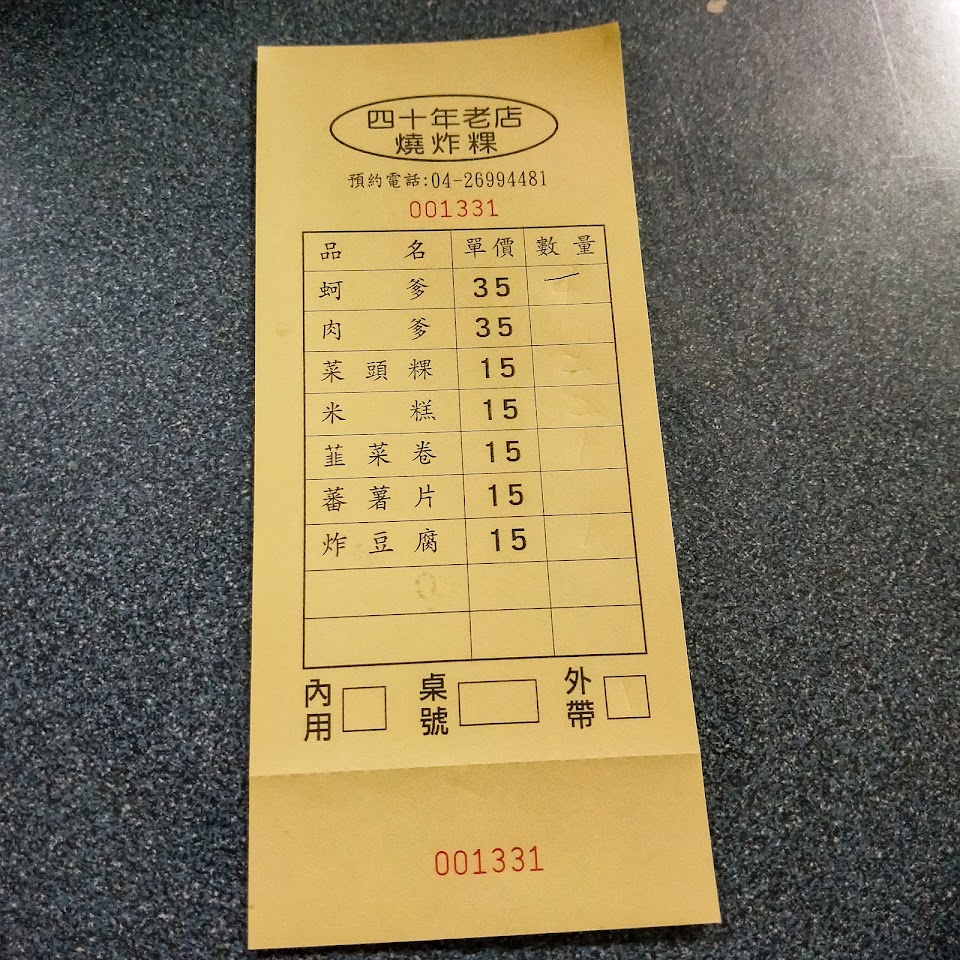 四十年老店
燒炸粿
預約電話:04-26994481
001331
品名 單價 數量
蚵爹 35 一
肉爹 35
菜頭粿 15
米糕 15
韮菜卷 15
蕃薯片 15
炸豆腐 15
內用 桌號 外帶
001331